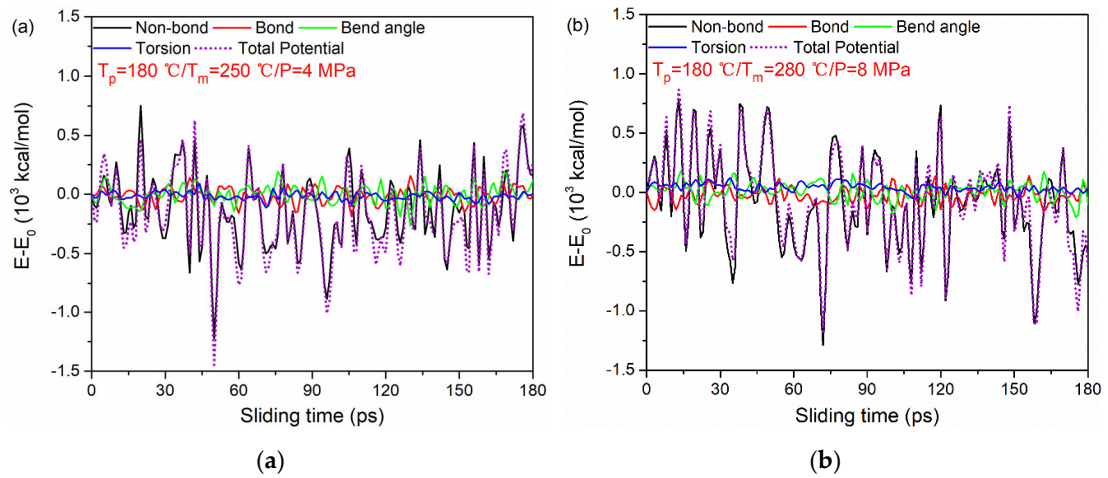 (a)
Non-bond Bond Bend angle
Torsion Total Potential
T_p=180 ℃/T_m=250 ℃/P=4 MPa
E-E_0 (10^3 kcal/mol)
1.5
1.0
0.5
0.0
-0.5
-1.0
-1.5
0 30 60 90 120 150 180
Sliding time (ps)
(b)
Non-bond Bond Bend angle
Torsion Total Potential
T_p=180 ℃/T_m=280 ℃/P=8 MPa
E-E_0 (10^3 kcal/mol)
1.5
1.0
0.5
0.0
-0.5
-1.0
-1.5
0 30 60 90 120 150 180
Sliding time (ps)
(a)
(b)